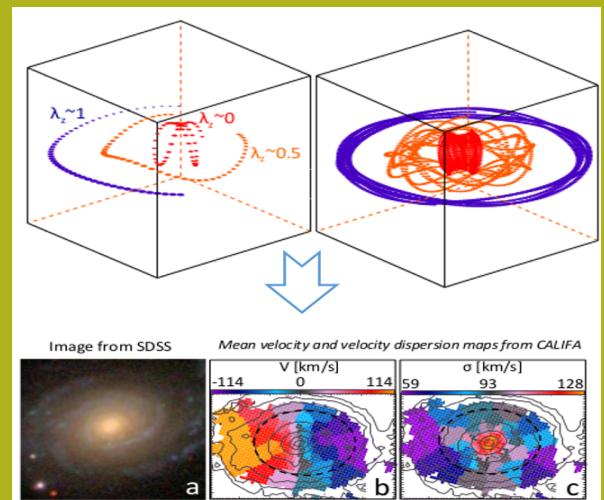 λz~1
λz~0
λz~0.5
Image from SDSS
Mean velocity and velocity dispersion maps from CALIFA
V [km/s]
-114 0 114
σ [km/s]
59 93 128
a
b
c